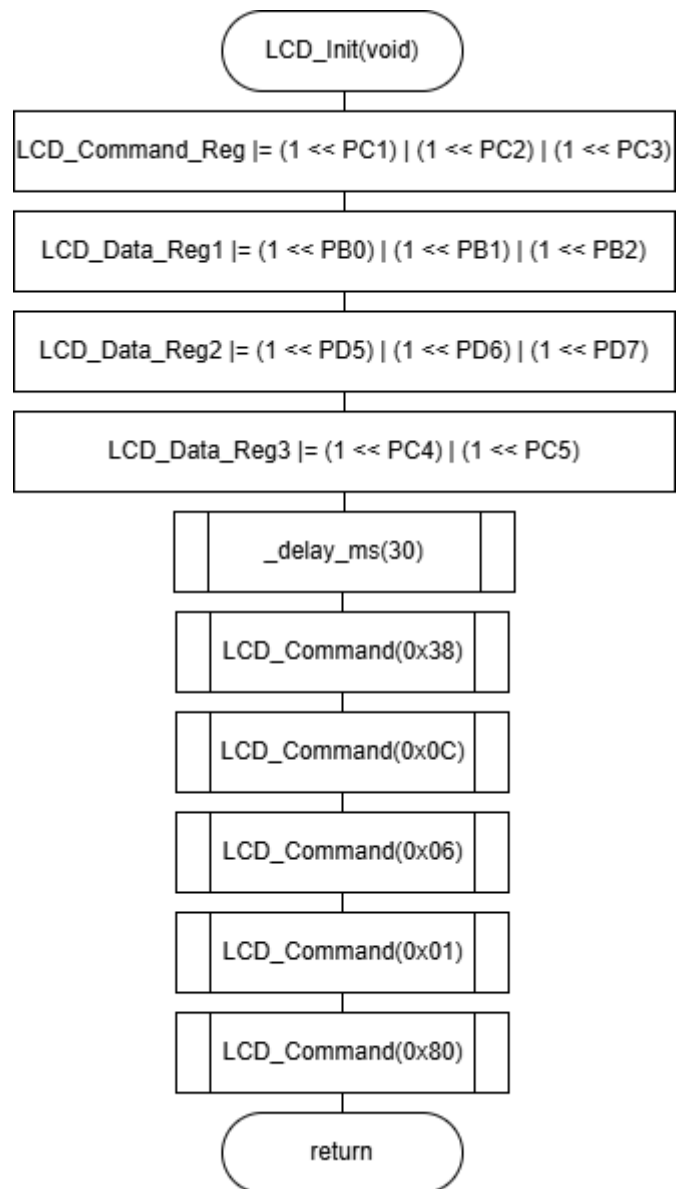 LCD_Init(void)
LCD_Command_Reg |= (1 << PC1) | (1 << PC2) | (1 << PC3)
LCD_Data_Reg1 |= (1 << PB0) | (1 << PB1) | (1 << PB2)
LCD_Data_Reg2 |= (1 << PD5) | (1 << PD6) | (1 << PD7)
LCD_Data_Reg3 |= (1 << PC4) | (1 << PC5)
_delay_ms(30)
LCD_Command(0x38)
LCD_Command(0x0C)
LCD_Command(0x06)
LCD_Command(0x01)
LCD_Command(0x80)
return